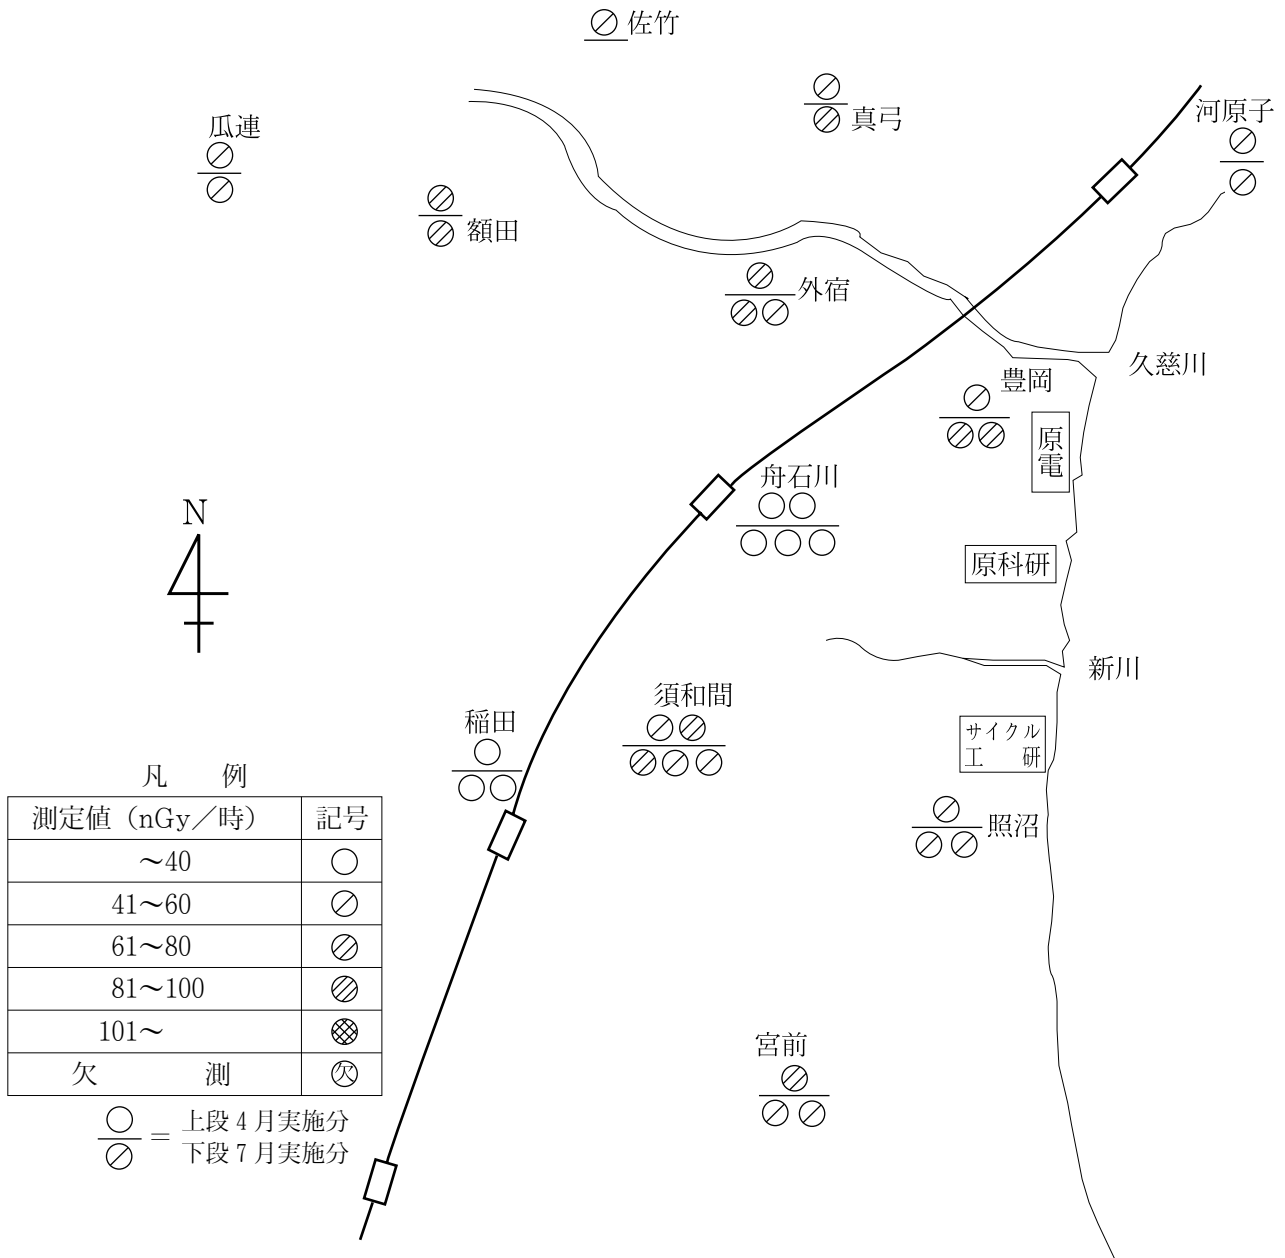 佐竹
真弓
河原子
瓜連
額田
外宿
久慈川
豊岡
原電
舟石川
N
原科研
新川
須和間
稲田
サイクル
工　研
照沼
凡　例
測定値（nGy／時） 記号
～40
41～60
61～80
81～100
101～
欠　測 欠
＝ 上段4月実施分
下段7月実施分
宮前